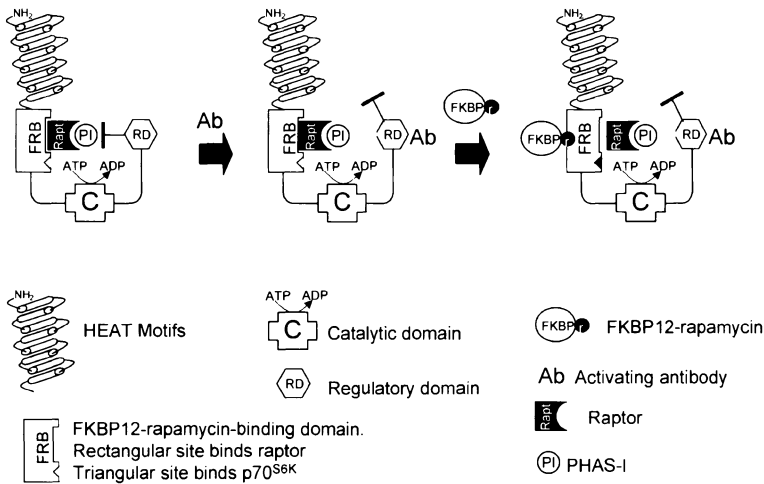 NH2
NH2
NH2
FRB
Rapt
PI
RD
ATP
ADP
C
Ab
FRB
Rapt
PI
RD
Ab
ATP
ADP
C
FKBP r
FKBP r
FRB
Rapt
PI
RD
Ab
ATP
ADP
C
NH2
HEAT Motifs
ATP
ADP
C
Catalytic domain
RD
Regulatory domain
FRB
FKBP12-rapamycin-binding domain.
Rectangular site binds raptor
Triangular site binds p70S6K
FKBP r
FKBP12-rapamycin
Ab Activating antibody
Rapt
Raptor
PI
PHAS-I